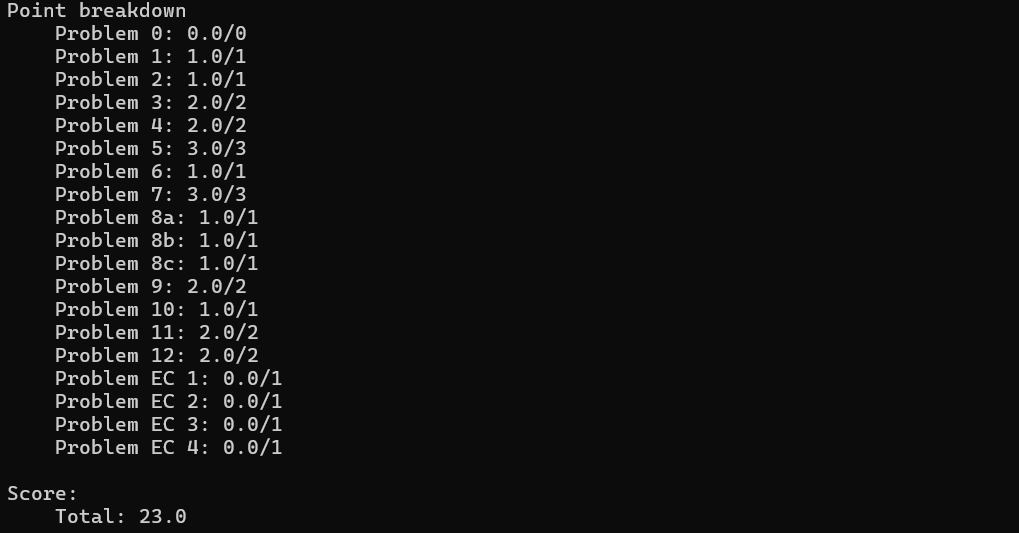 Point breakdown
    Problem 0: 0.0/0
    Problem 1: 1.0/1
    Problem 2: 1.0/1
    Problem 3: 2.0/2
    Problem 4: 2.0/2
    Problem 5: 3.0/3
    Problem 6: 1.0/1
    Problem 7: 3.0/3
    Problem 8a: 1.0/1
    Problem 8b: 1.0/1
    Problem 8c: 1.0/1
    Problem 9: 2.0/2
    Problem 10: 1.0/1
    Problem 11: 2.0/2
    Problem 12: 2.0/2
    Problem EC 1: 0.0/1
    Problem EC 2: 0.0/1
    Problem EC 3: 0.0/1
    Problem EC 4: 0.0/1

Score:
    Total: 23.0